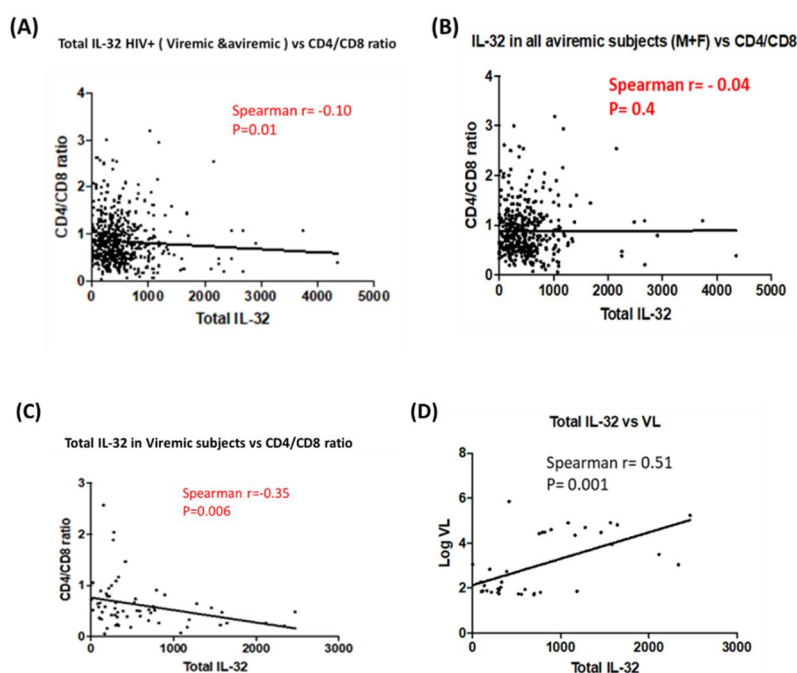 (A)
Total IL-32 HIV+ ( Viremic &aviremic ) vs CD4/CD8 ratio
Spearman r= -0.10
P=0.01
CD4/CD8 ratio
4
3
2
1
0
0 1000 2000 3000 4000 5000
Total IL-32
(B)
IL-32 in all aviremic subjects (M+F) vs CD4/CD8
Spearman r= - 0.04
P= 0.4
CD4/CD8 ratio
4
3
2
1
0
0 1000 2000 3000 4000 5000
Total IL-32
(C)
Total IL-32 in Viremic subjects vs CD4/CD8 ratio
Spearman r=-0.35
P=0.006
CD4/CD8 ratio
3
2
1
0
0 1000 2000 3000
Total IL-32
(D)
Total IL-32 vs VL
Spearman r= 0.51
P= 0.001
Log VL
8
6
4
2
0
0 1000 2000 3000
Total IL-32